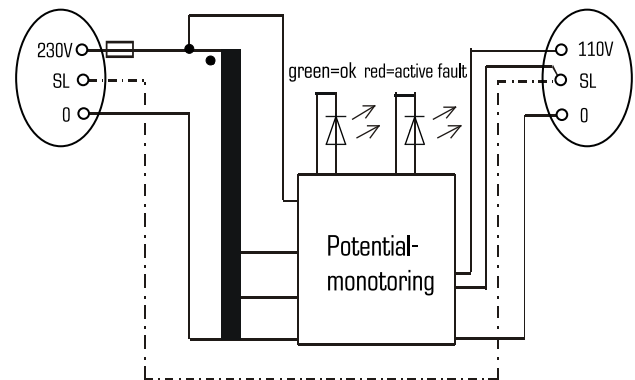 230V
SL
0
green=ok red=active fault
110V
SL
0
Potential-
monotoring